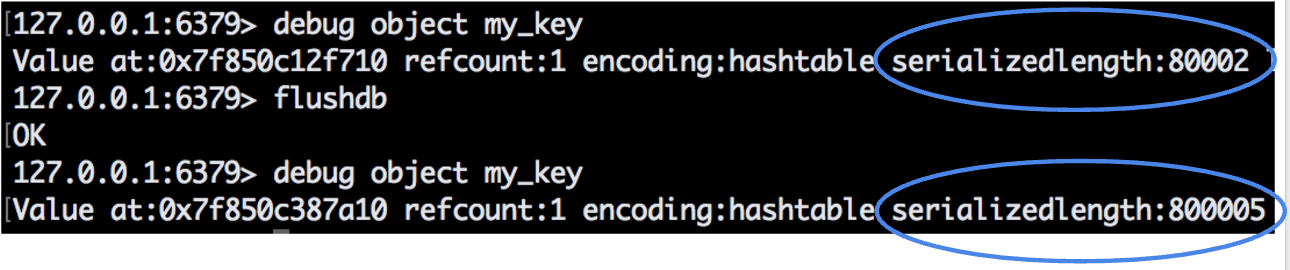 [127.0.0.1:6379> debug object my_key
Value at:0x7f850c12f710 refcount:1 encoding:hashtable serializedlength:80002
127.0.0.1:6379> flushdb
[OK
127.0.0.1:6379> debug object my_key
[Value at:0x7f850c387a10 refcount:1 encoding:hashtable serializedlength:800005